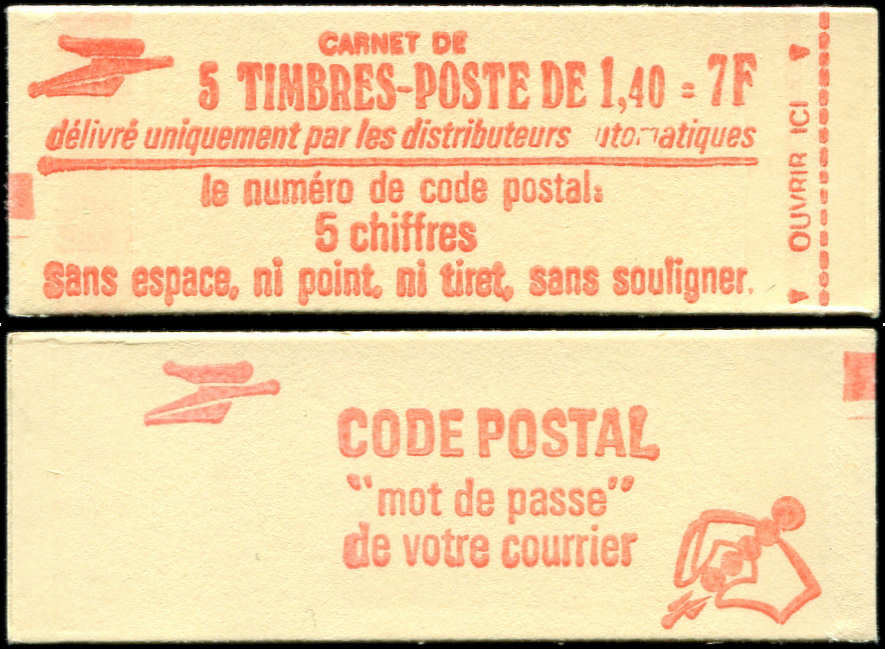 CARNET DE
5 TIMBRES-POSTE DE 1,40 = 7F
délivré uniquement par les distributeurs automatiques
le numéro de code postal:
5 chiffres
sans espace, ni point, ni tiret, sans souligner.
OUVRIR ICI
CODE POSTAL
"mot de passe"
de votre courrier